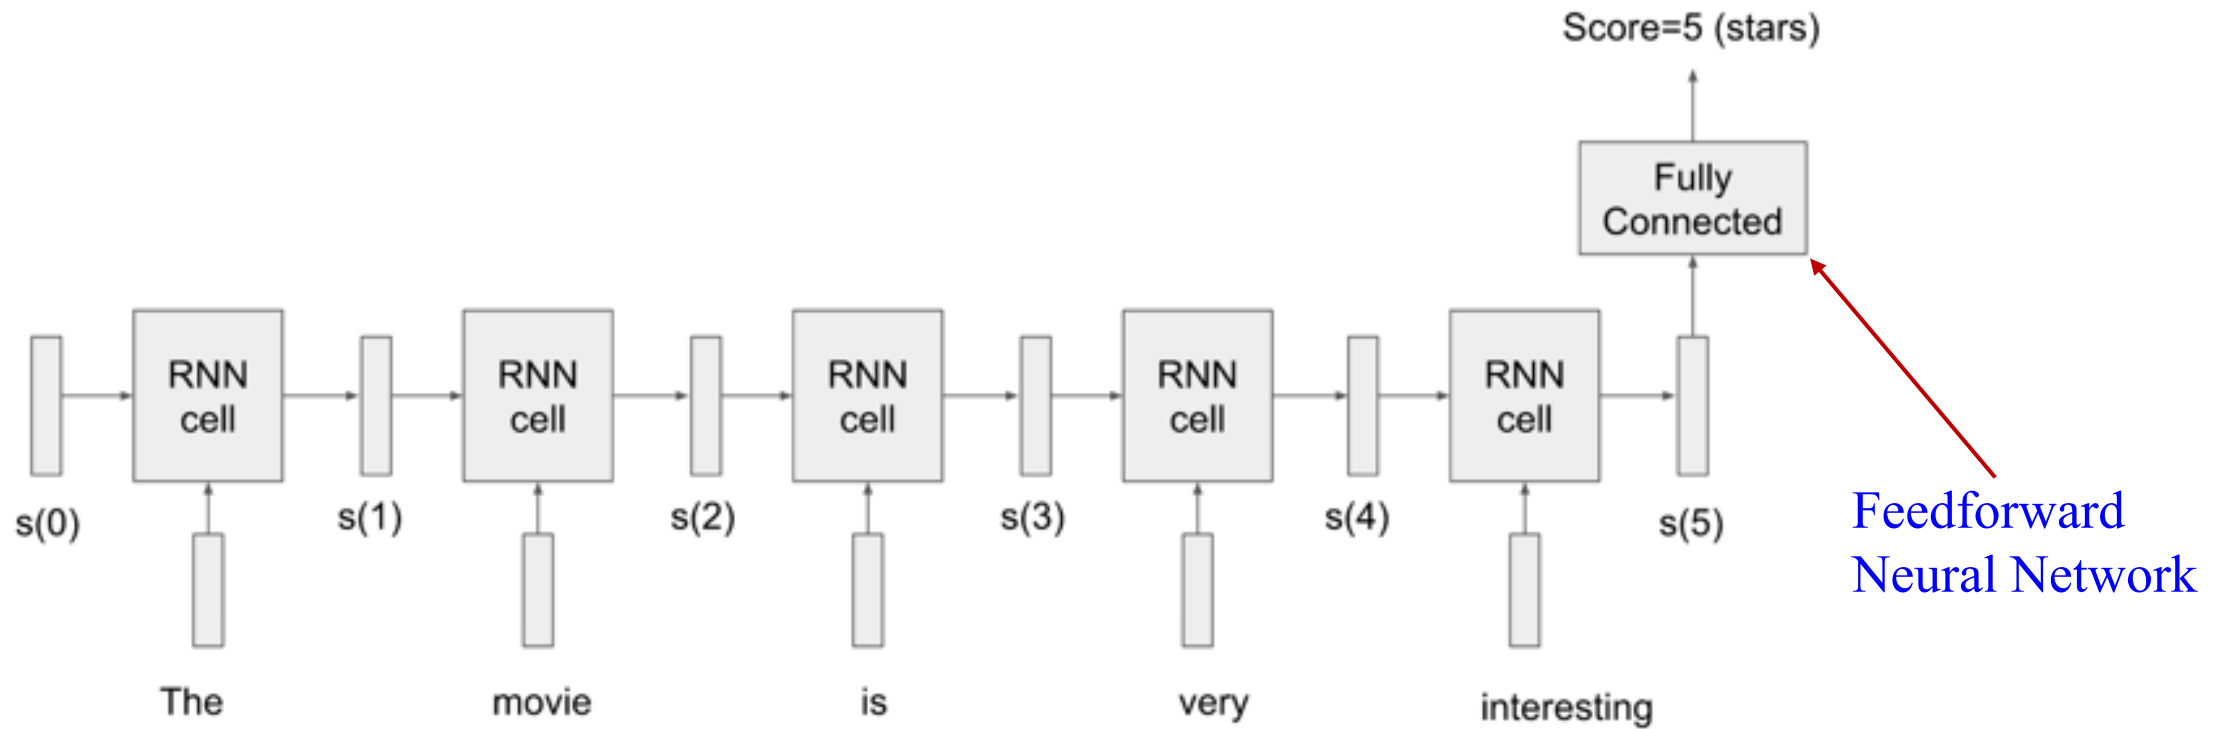 Score=5 (stars)
Fully
Connected
RNN
cell
RNN
cell
RNN
cell
RNN
cell
RNN
cell
s(0)
s(1)
s(2)
s(3)
s(4)
s(5)
Feedforward
Neural Network
The
movie
is
very
interesting